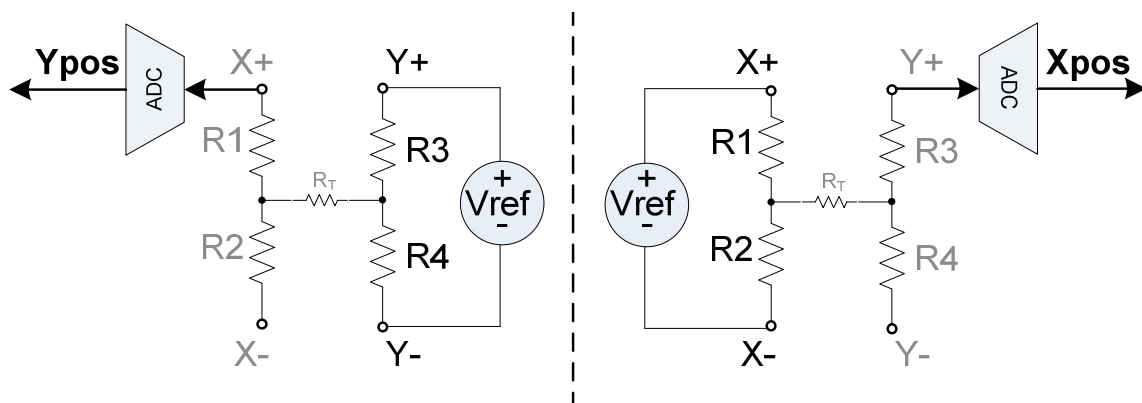 Ypos
ADC
X+
Y+
R1
R3
RT
+
Vref
-
R2
R4
X-
Y-
X+
Y+
ADC
Xpos
R1
R3
RT
+
Vref
-
R2
R4
X-
Y-